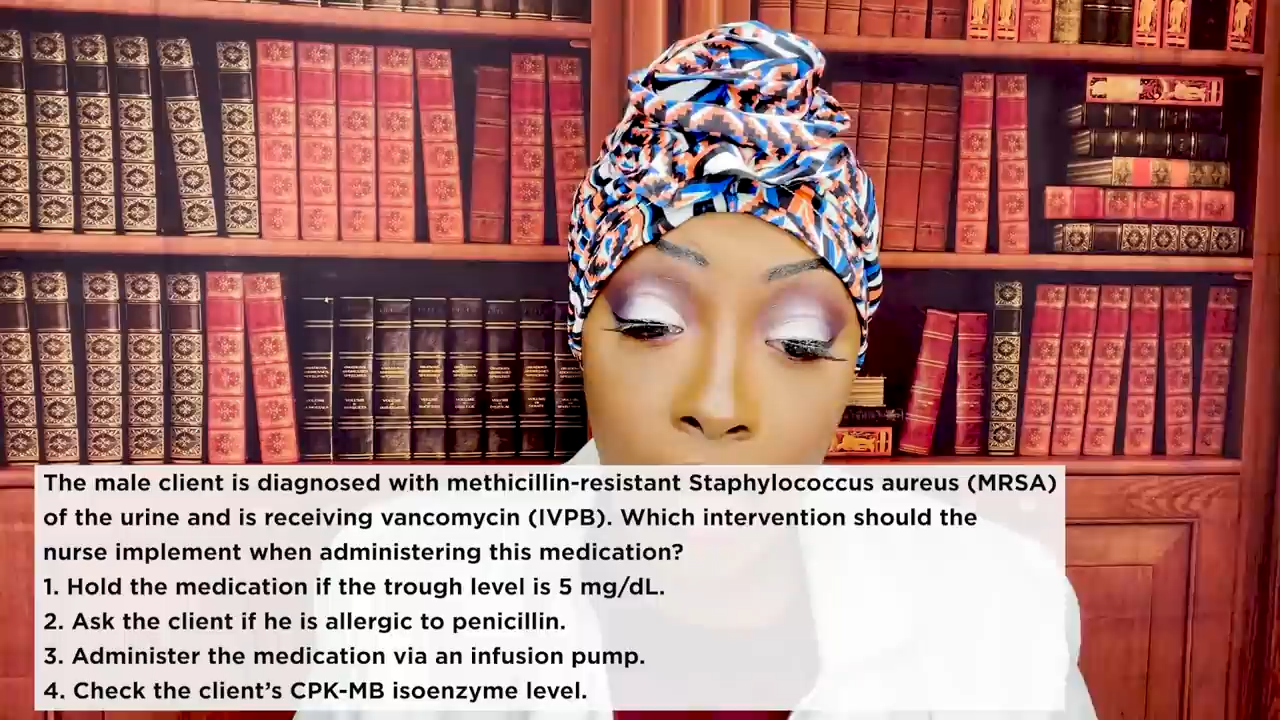 The male client is diagnosed with methicillin-resistant Staphylococcus aureus (MRSA)
of the urine and is receiving vancomycin (IVPB). Which intervention should the
nurse implement when administering this medication?
1. Hold the medication if the trough level is 5 mg/dL.
2. Ask the client if he is allergic to penicillin.
3. Administer the medication via an infusion pump.
4. Check the client’s CPK-MB isoenzyme level.